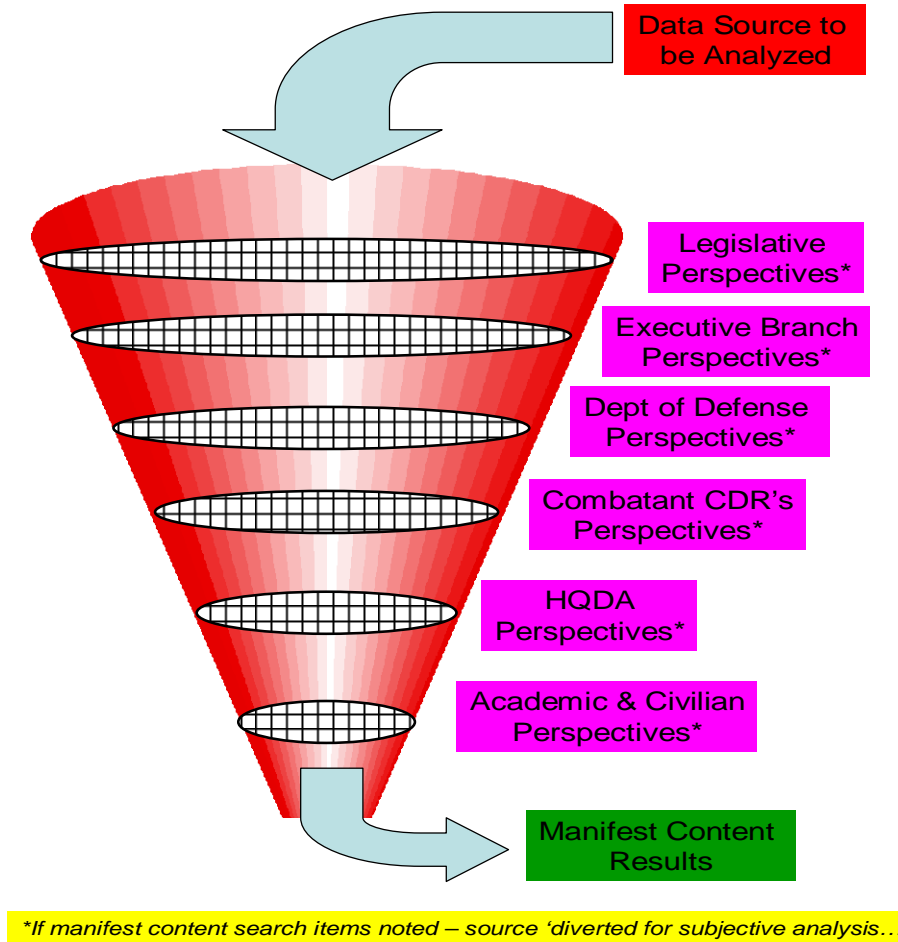 Data Source to
be Analyzed
Legislative
Perspectives*
Executive Branch
Perspectives*
Dept of Defense
Perspectives*
Combatant CDR's
Perspectives*
HQDA
Perspectives*
Academic & Civilian
Perspectives*
Manifest Content
Results
*If manifest content search items noted – source ‘diverted for subjective analysis…